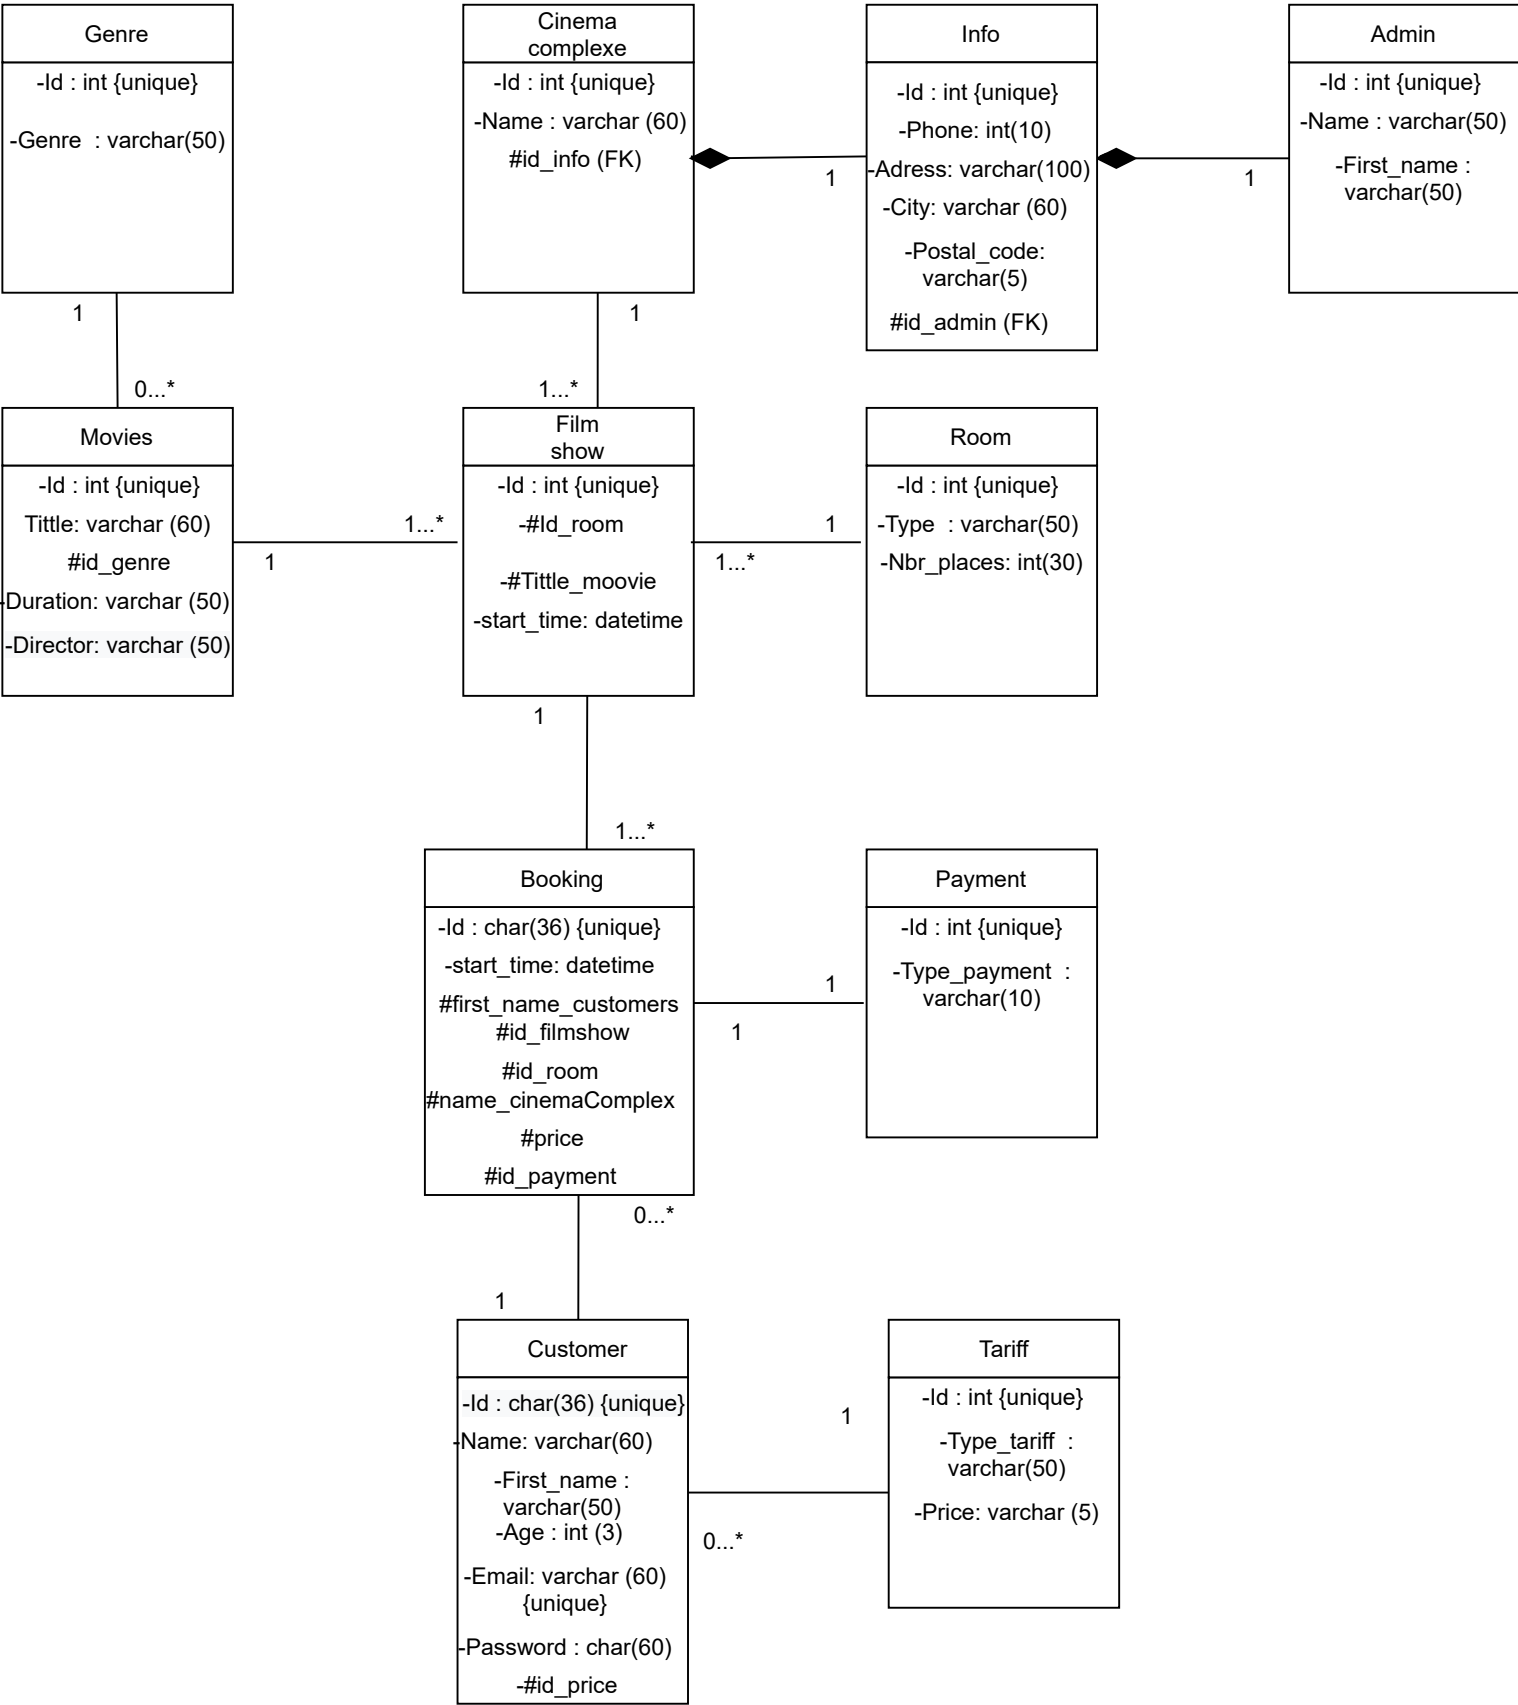 Genre
-Id : int {unique}
-Genre : varchar(50)
Cinema
complexe
-Id : int {unique}
-Name : varchar (60)
#id_info (FK)
1
Info
-Id : int {unique}
-Phone: int(10)
-Adress: varchar(100)
-City: varchar (60)
-Postal_code:
varchar(5)
#id_admin (FK)
1
Admin
-Id : int {unique}
-Name : varchar(50)
-First_name :
varchar(50)
1
0...*
1
1...*
Movies
-Id : int {unique}
Tittle: varchar (60)
#id_genre
-Duration: varchar (50)
-Director: varchar (50)
1
1...*
Film
show
-Id : int {unique}
-#Id_room
-#Tittle_moovie
-start_time: datetime
1...*
1
Room
-Id : int {unique}
-Type : varchar(50)
-Nbr_places: int(30)
1
1...*
Booking
-Id : char(36) {unique}
-start_time: datetime
#first_name_customers
#id_filmshow
#id_room
#name_cinemaComplex
#price
#id_payment
1
1
Payment
-Id : int {unique}
-Type_payment :
varchar(10)
0...*
1
Customer
-Id : char(36) {unique}
-Name: varchar(60)
-First_name :
varchar(50)
-Age : int (3)
-Email: varchar (60)
{unique}
-Password : char(60)
-#id_price
1
0...*
Tariff
-Id : int {unique}
-Type_tariff :
varchar(50)
-Price: varchar (5)